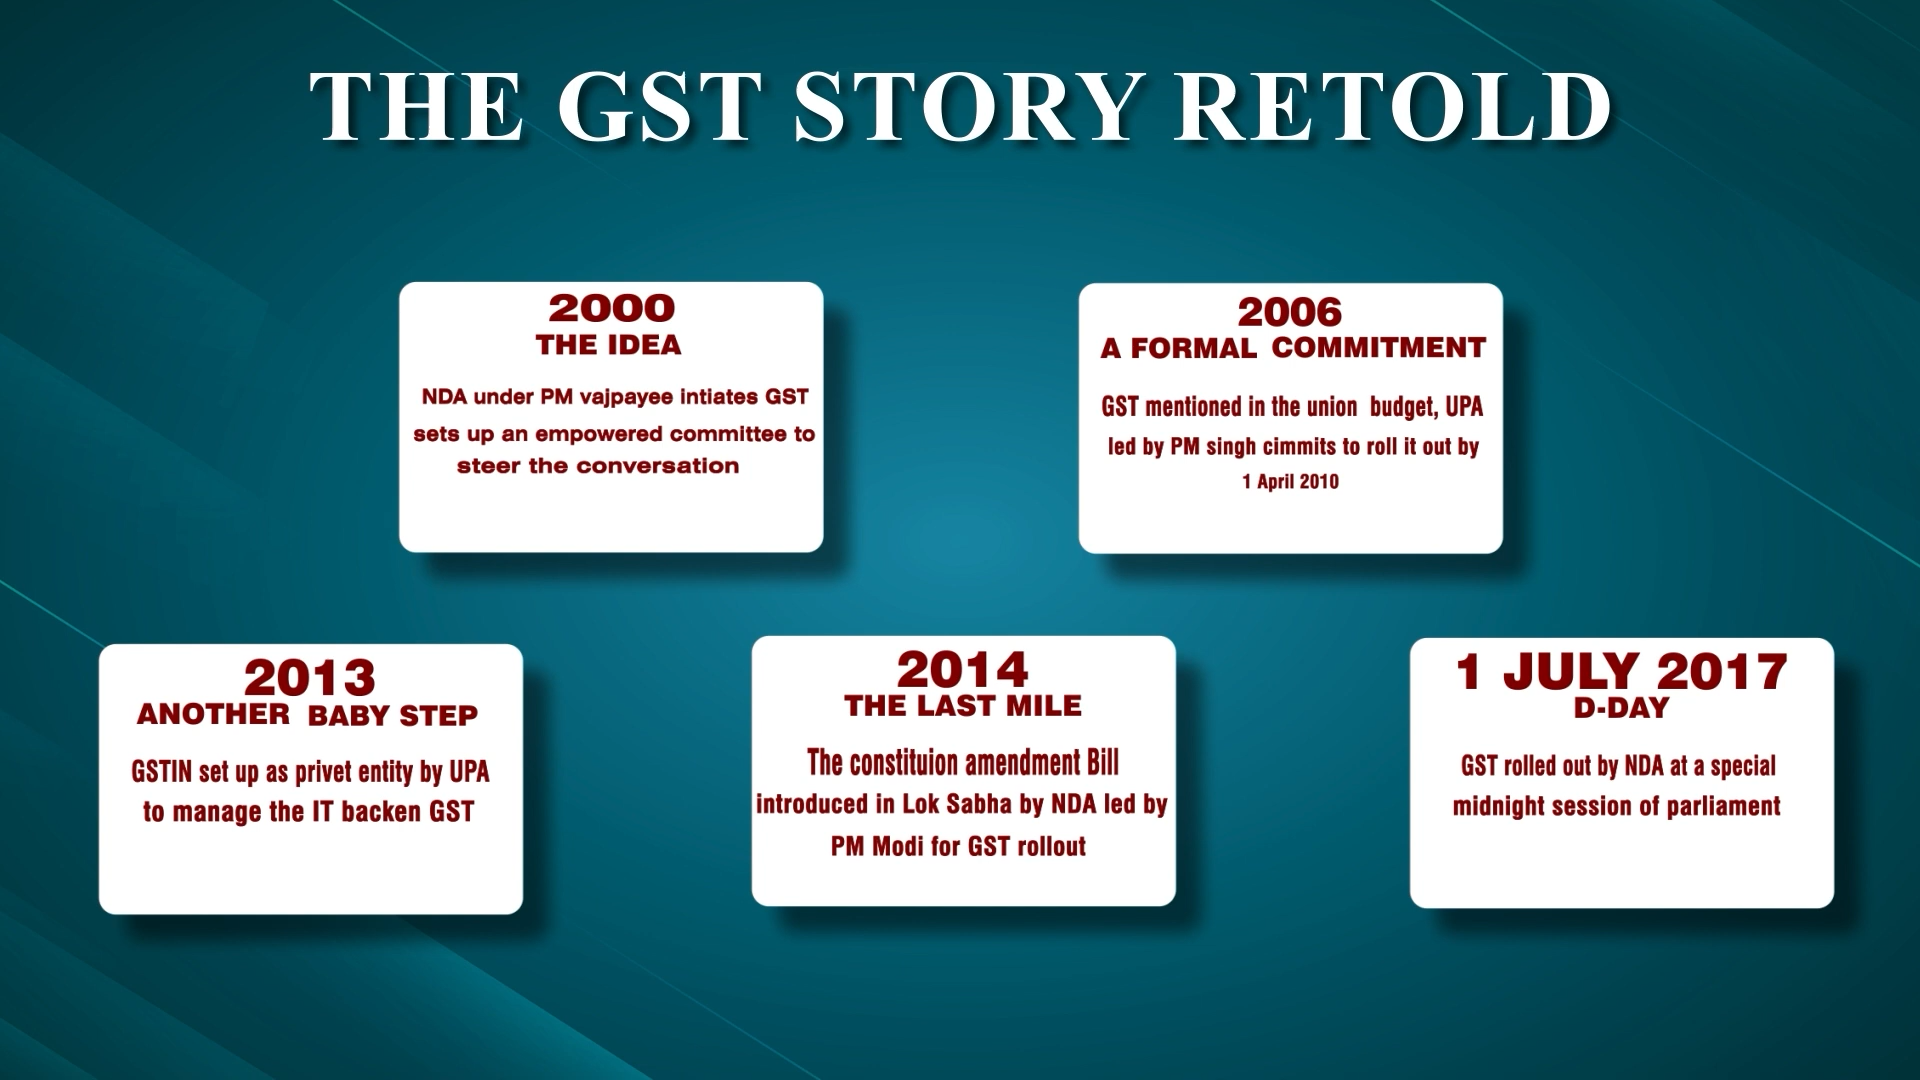 THE GST STORY RETOLD
2000
THE IDEA
NDA under PM vajpayee intiates GST
sets up an empowered committee to
steer the conversation
2006
A FORMAL COMMITMENT
GST mentioned in the union budget, UPA
led by PM singh cimmits to roll it out by
1 April 2010
2013
ANOTHER BABY STEP
GSTIN set up as privet entity by UPA
to manage the IT backen GST
2014
THE LAST MILE
The constituion amendment Bill
introduced in Lok Sabha by NDA led by
PM Modi for GST rollout
1 JULY 2017
D-DAY
GST rolled out by NDA at a special
midnight session of parliament